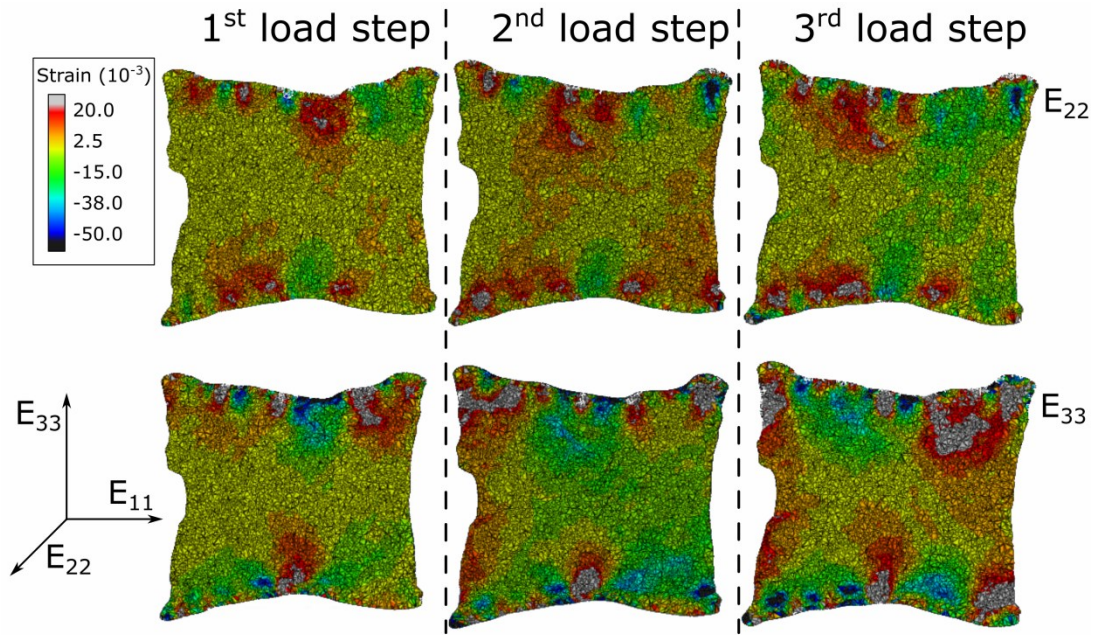 1st load step
2nd load step
3rd load step
Strain (10-3)
20.0
2.5
-15.0
-38.0
-50.0
E22
E33
E33
E11
E22